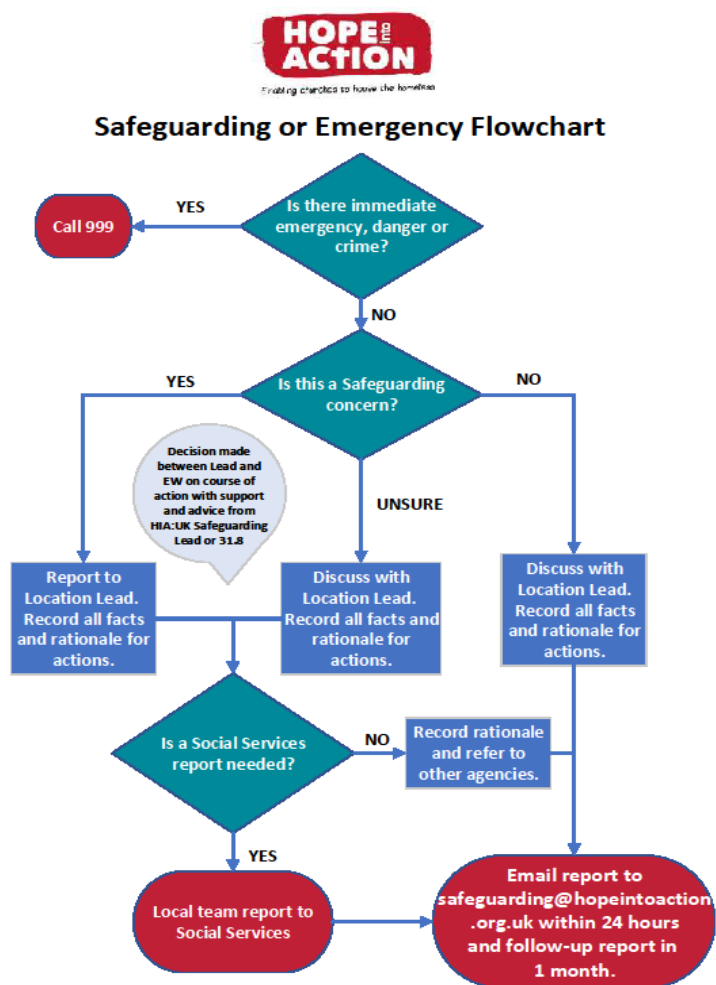 HOPE into
ACTION
Enabling churches to house the homeless
Safeguarding or Emergency Flowchart
Is there immediate
emergency, danger or
crime?
YES
Call 999
NO
Is this a Safeguarding
concern?
YES
NO
UNSURE
Decision made
between Lead and
EW on course of
action with support
and advice from
HIA:UK Safeguarding
Lead or 31.8
Report to
Location Lead.
Record all facts
and rationale for
actions.
Discuss with
Location Lead.
Record all facts and
rationale for
actions.
Discuss with
Location Lead.
Record all facts
and rationale for
actions.
Is a Social Services
report needed?
NO
Record rationale
and refer to
other agencies.
YES
Local team report to
Social Services
Email report to
safeguarding@hopeintoaction
.org.uk within 24 hours
and follow-up report in
1 month.